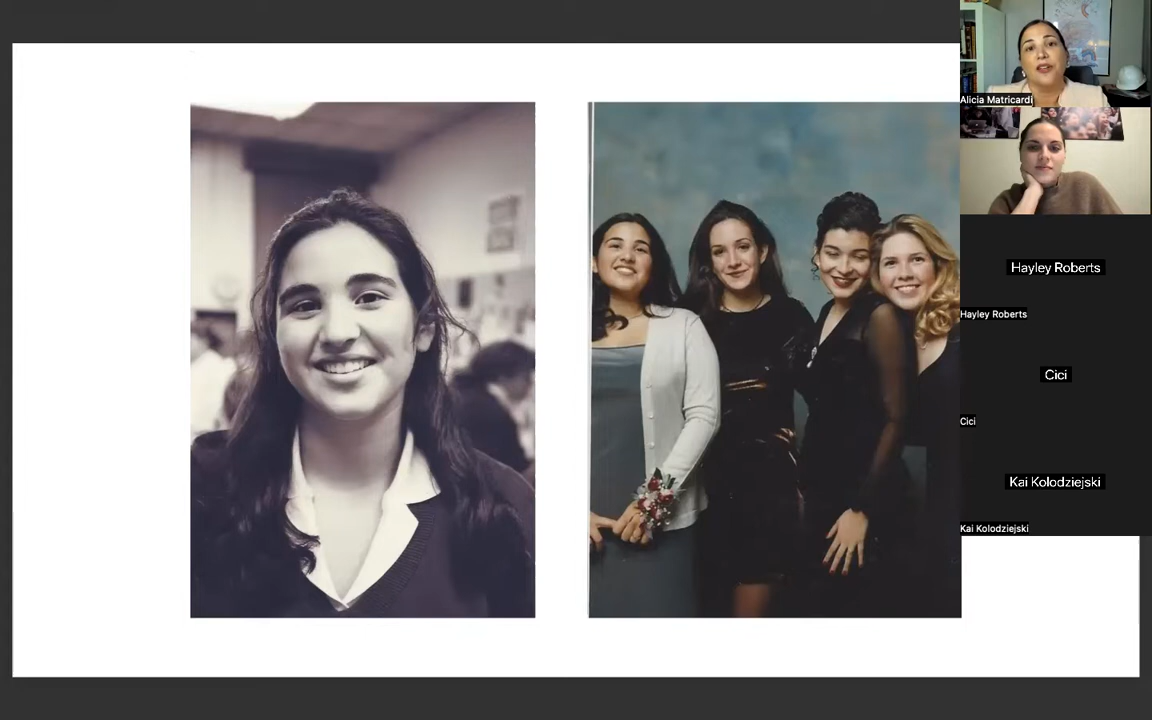 Alicia Matricardi
Hayley Roberts
Hayley Roberts
Cici
Cici
Kai Kolodziejski
Kai Kolodziejski